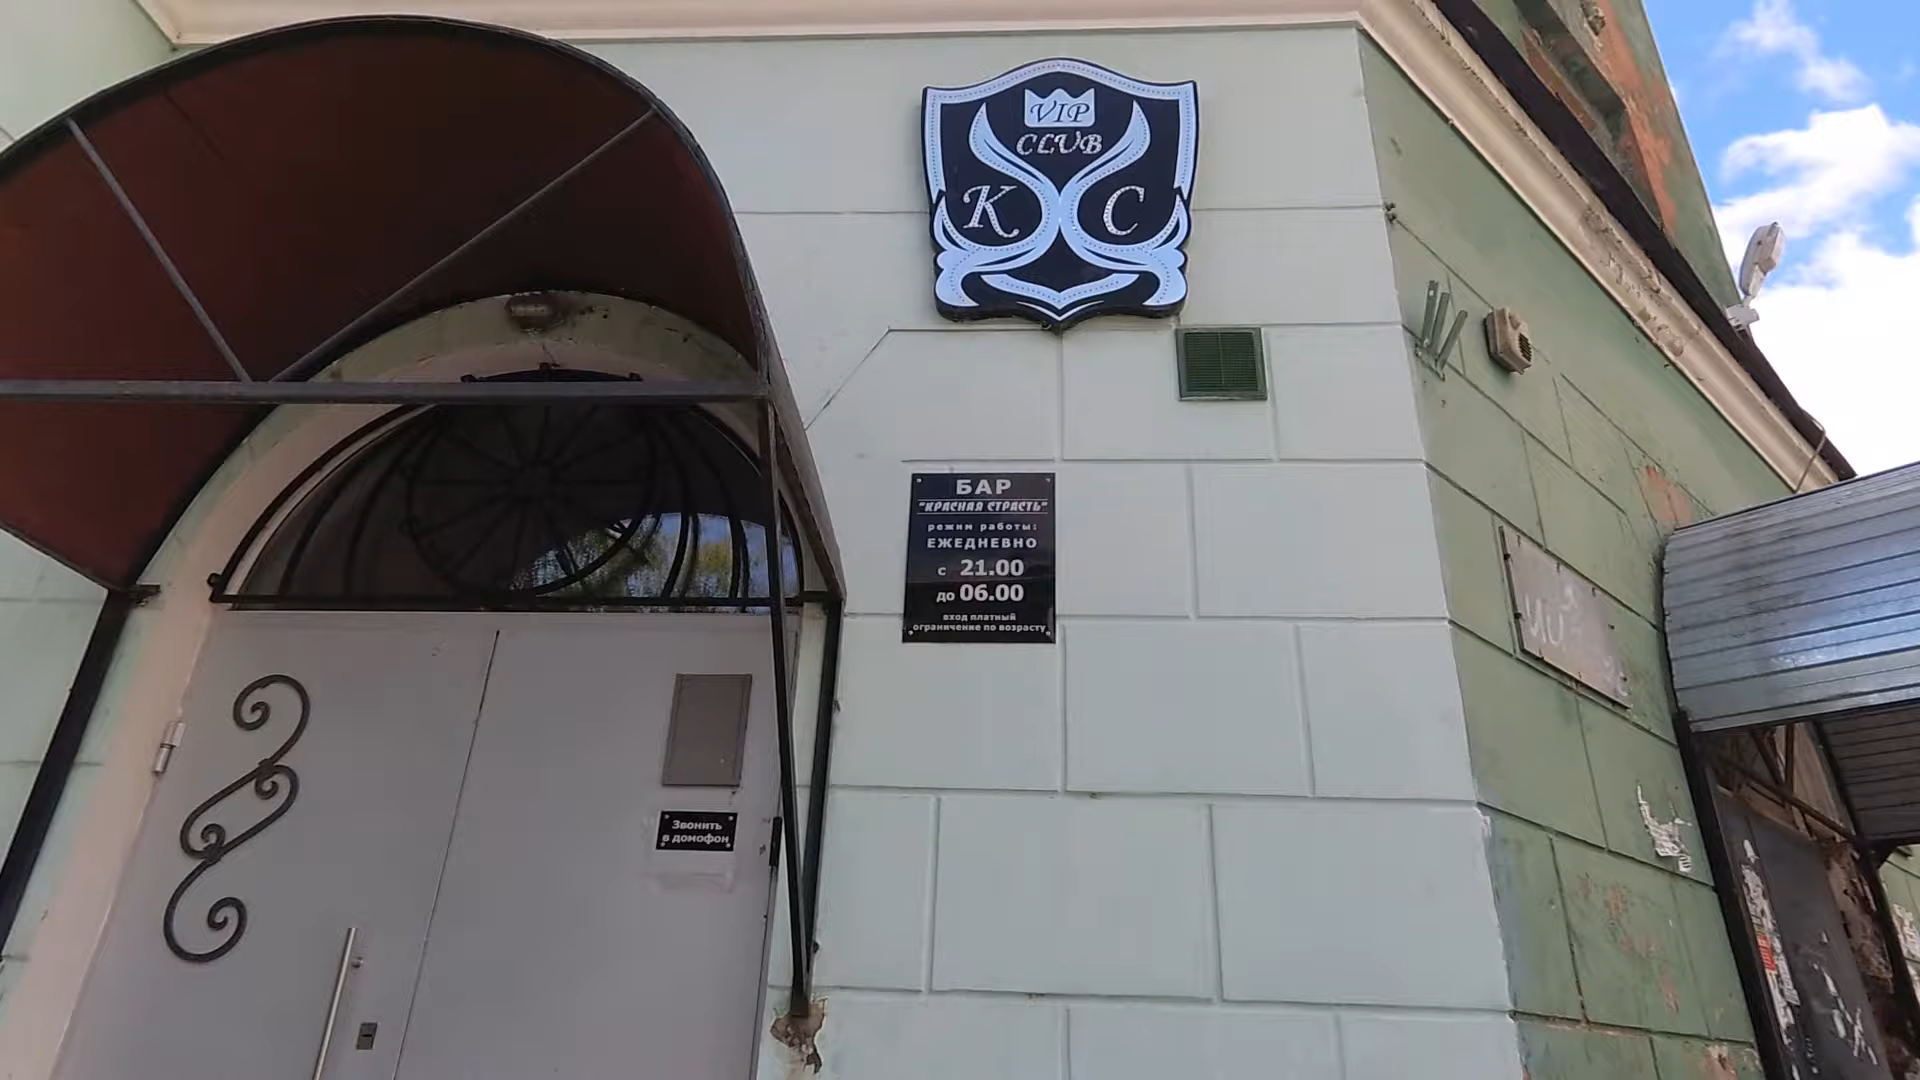 VIP
CLUB
К С
БАР
"КРАСНАЯ СТРАСТЬ"
режим работы:
ЕЖЕДНЕВНО
с 21.00
до 06.00
вход платный
ограничение по возрасту
Звонить
в домофон